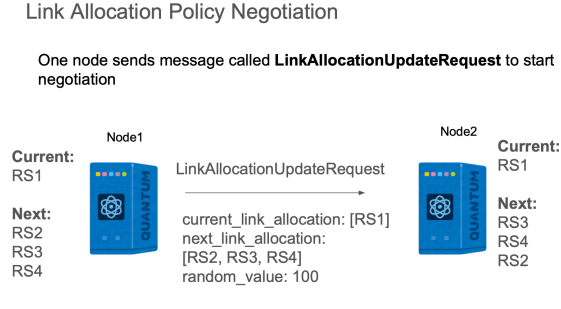 Link Allocation Policy Negotiation
One node sends message called LinkAllocationUpdateRequest to start
negotiation
Node1
Current:
RS1
Next:
RS2
RS3
RS4
QUANTUM
LinkAllocationUpdateRequest
current_link_allocation: [RS1]
next_link_allocation:
[RS2, RS3, RS4]
random_value: 100
Node2
QUANTUM
Current:
RS1
Next:
RS3
RS4
RS2